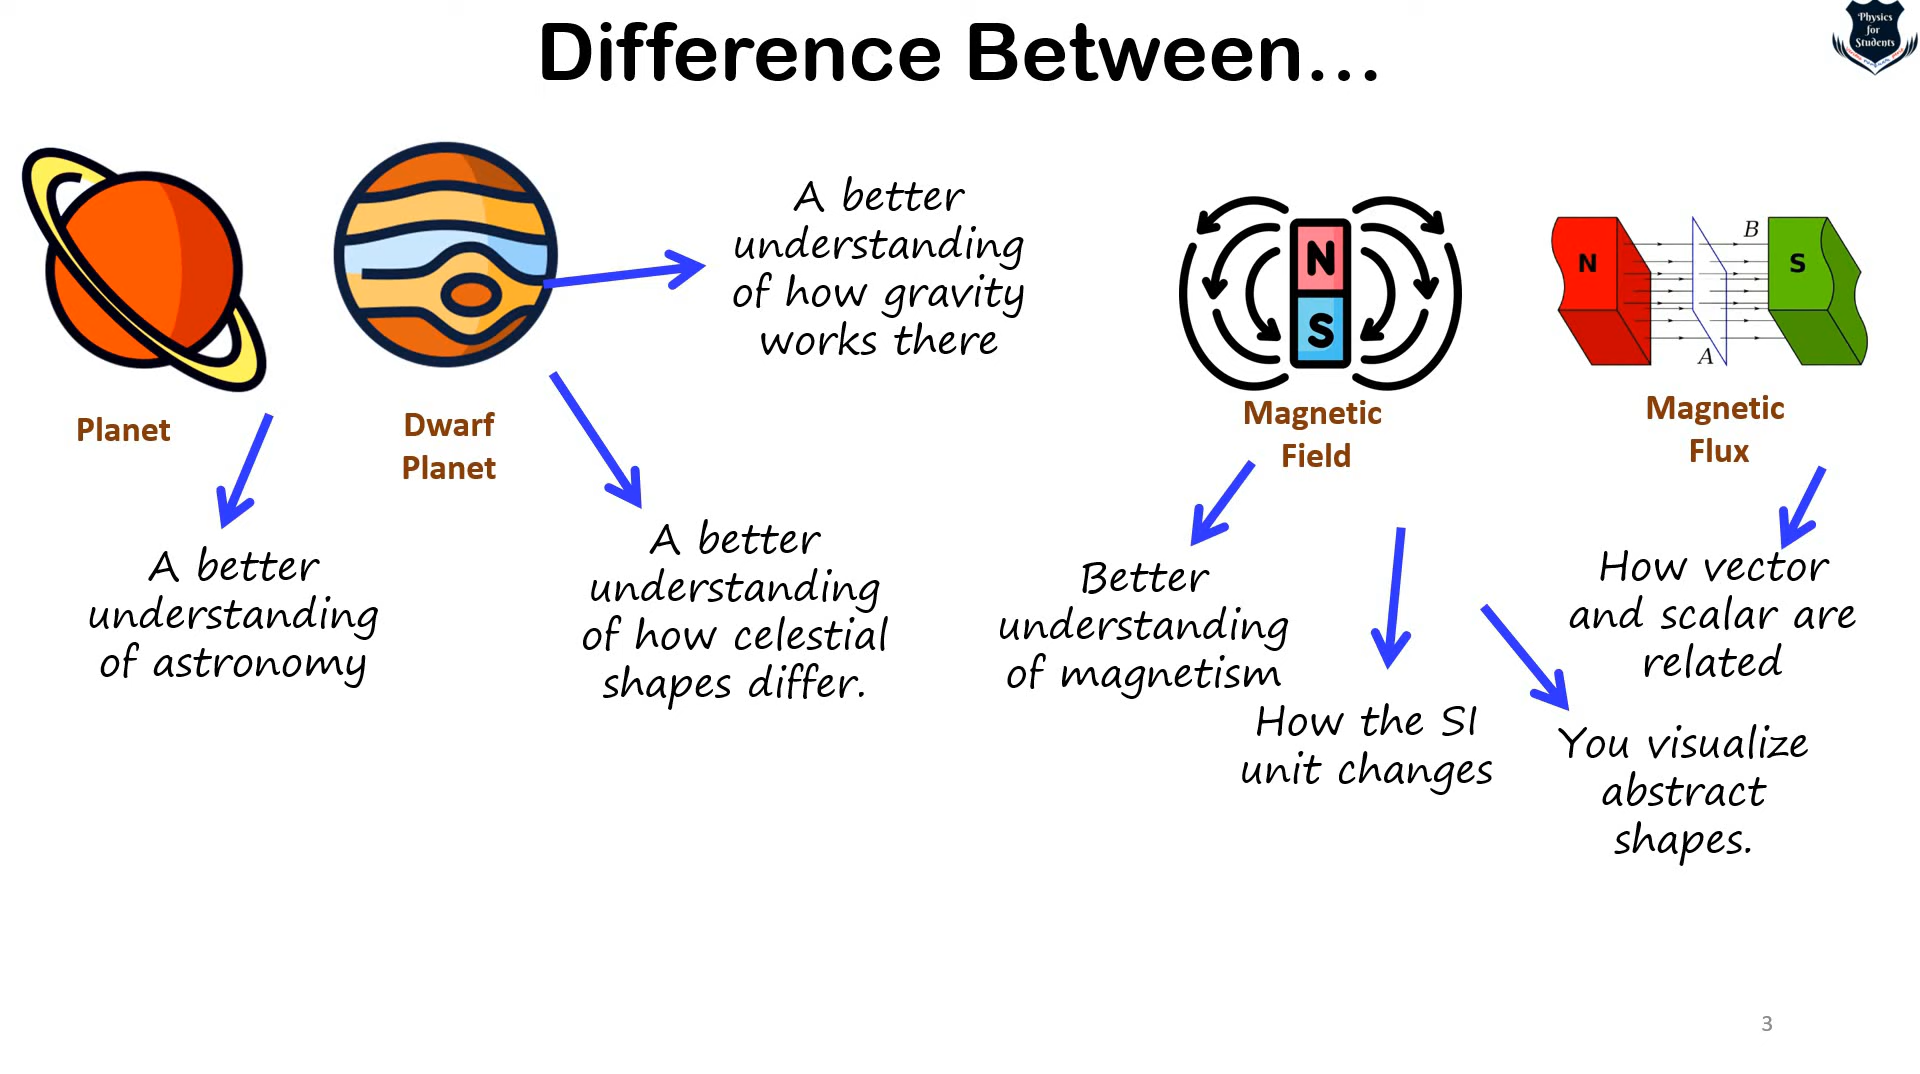 Difference Between...
Physics
for
Students
Planet
Dwarf
Planet
A better
understanding
of how gravity
works there
A better
understanding
of astronomy
A better
understanding
of how celestial
shapes differ.
N
S
Magnetic
Field
N
B
S
A
Magnetic
Flux
Better
understanding
of magnetism
How the SI
unit changes
How vector
and scalar are
related
You visualize
abstract
shapes.
3